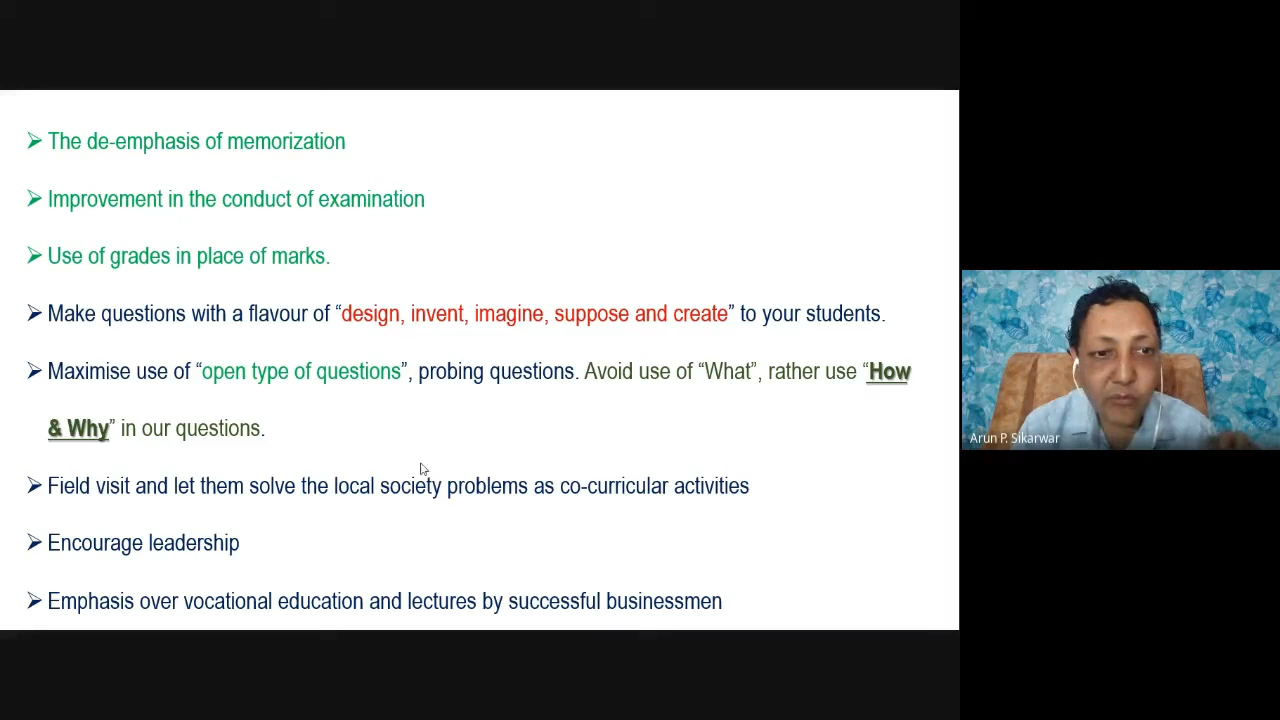 ➢ The de-emphasis of memorization
➢ Improvement in the conduct of examination
➢ Use of grades in place of marks.
➢ Make questions with a flavour of “design, invent, imagine, suppose and create” to your students.
➢ Maximise use of “open type of questions”, probing questions. Avoid use of “What”, rather use “How
& Why” in our questions.
➢ Field visit and let them solve the local society problems as co-curricular activities
➢ Encourage leadership
➢ Emphasis over vocational education and lectures by successful businessmen
Arun P. Sikarwar